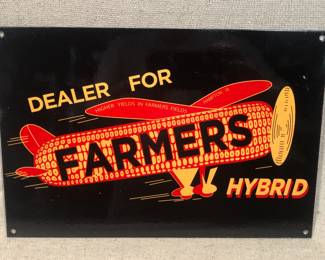 DEALER FOR
HIGHER YIELDS IN FARMERS FIELDS
FARMERS
HYBRID